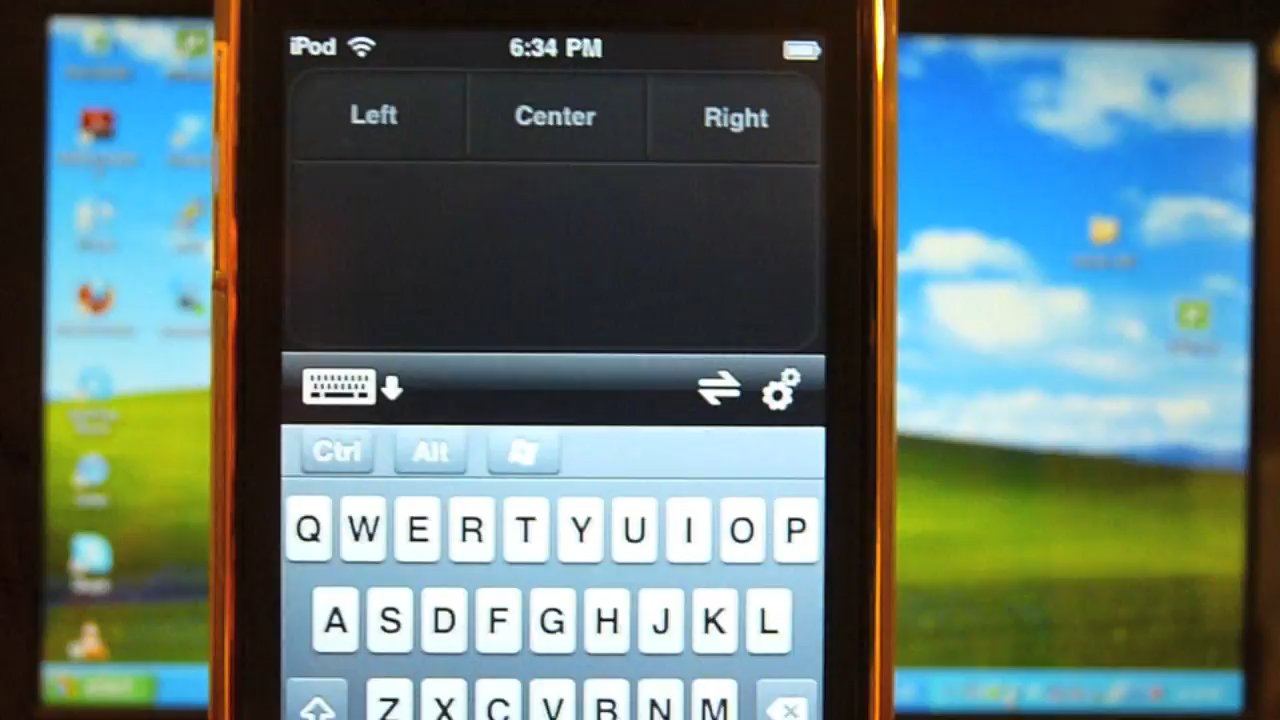 iPod 6:34 PM
Left Center Right
Ctrl Alt
Q W E R T Y U I O P
A S D F G H J K L
Z X C V B N M